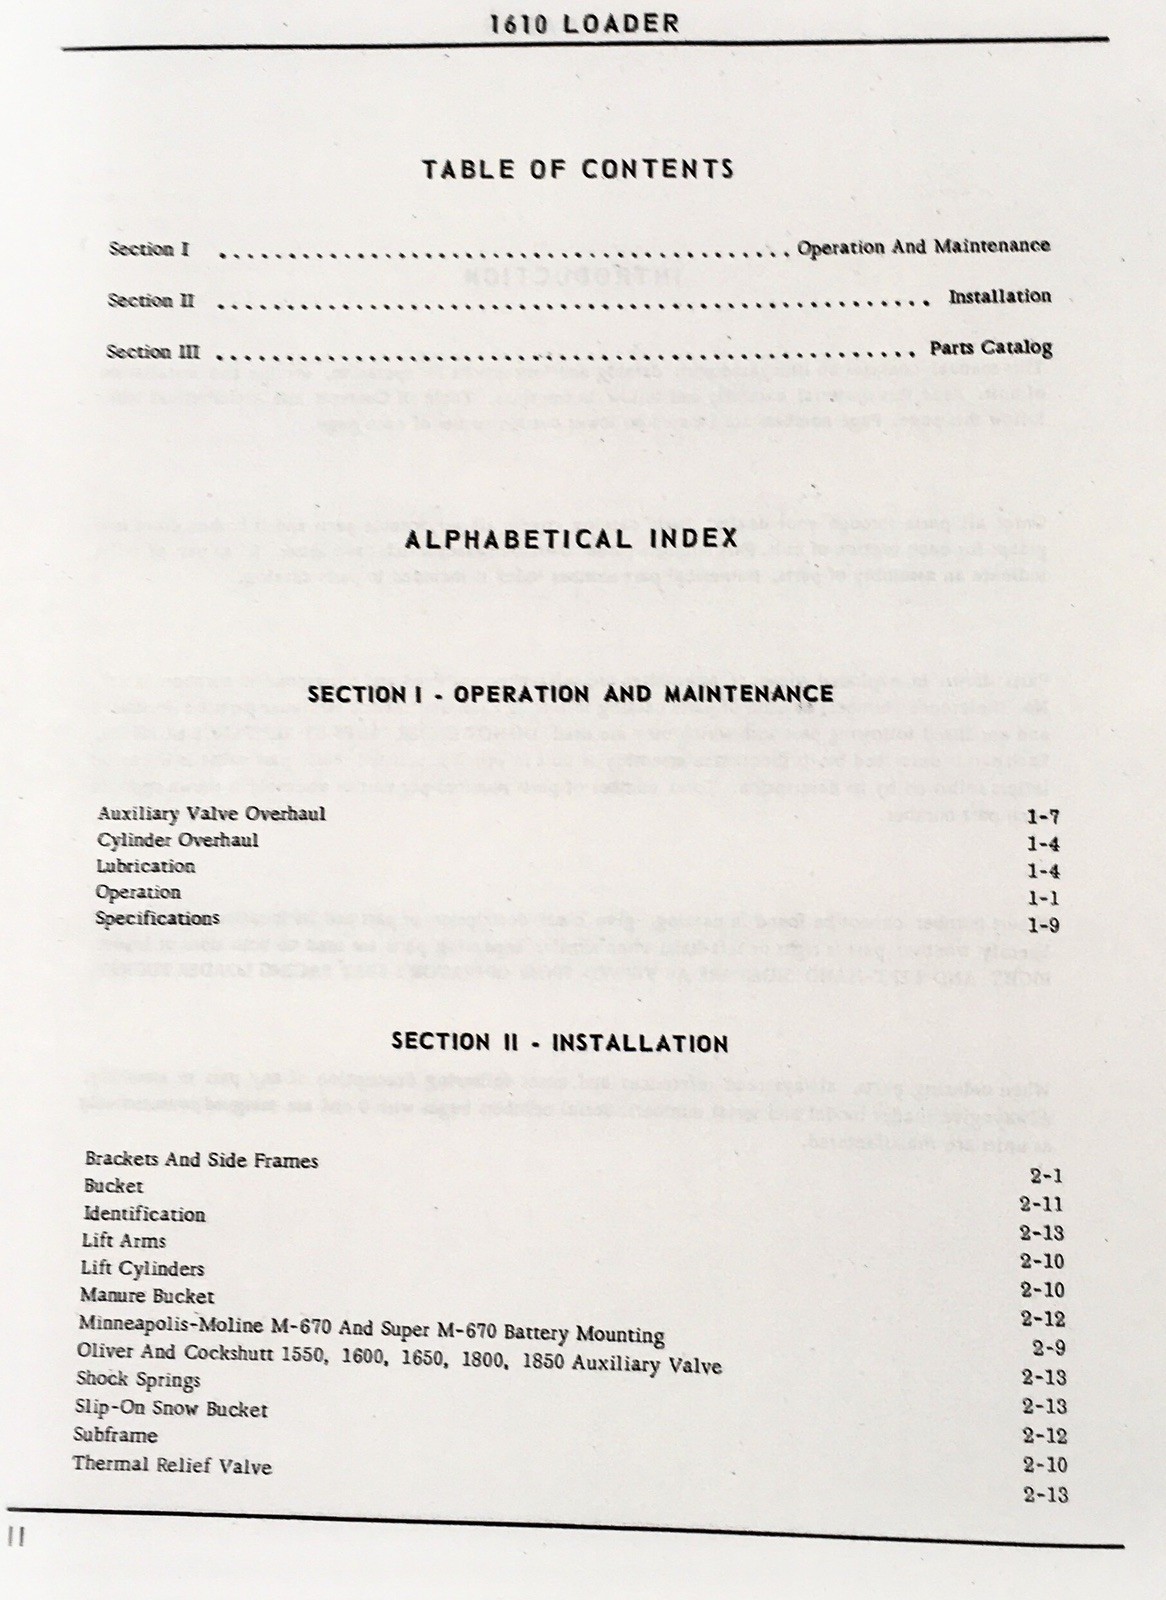 1610 LOADER
TABLE OF CONTENTS
Section I ........................................ Operation And Maintenance
Section II ........................................ Installation
Section III ........................................ Parts Catalog
ALPHABETICAL INDEX
SECTION I - OPERATION AND MAINTENANCE
Auxiliary Valve Overhaul 1-7
Cylinder Overhaul 1-4
Lubrication 1-4
Operation 1-1
Specifications 1-9
SECTION II - INSTALLATION
Brackets And Side Frames 2-1
Bucket 2-11
Identification 2-13
Lift Arms 2-10
Lift Cylinders 2-10
Manure Bucket 2-12
Minneapolis-Moline M-670 And Super M-670 Battery Mounting 2-9
Oliver And Cockshutt 1550, 1600, 1650, 1800, 1850 Auxiliary Valve 2-13
Shock Springs 2-13
Slip-On Snow Bucket 2-12
Subframe 2-10
Thermal Relief Valve 2-13
II